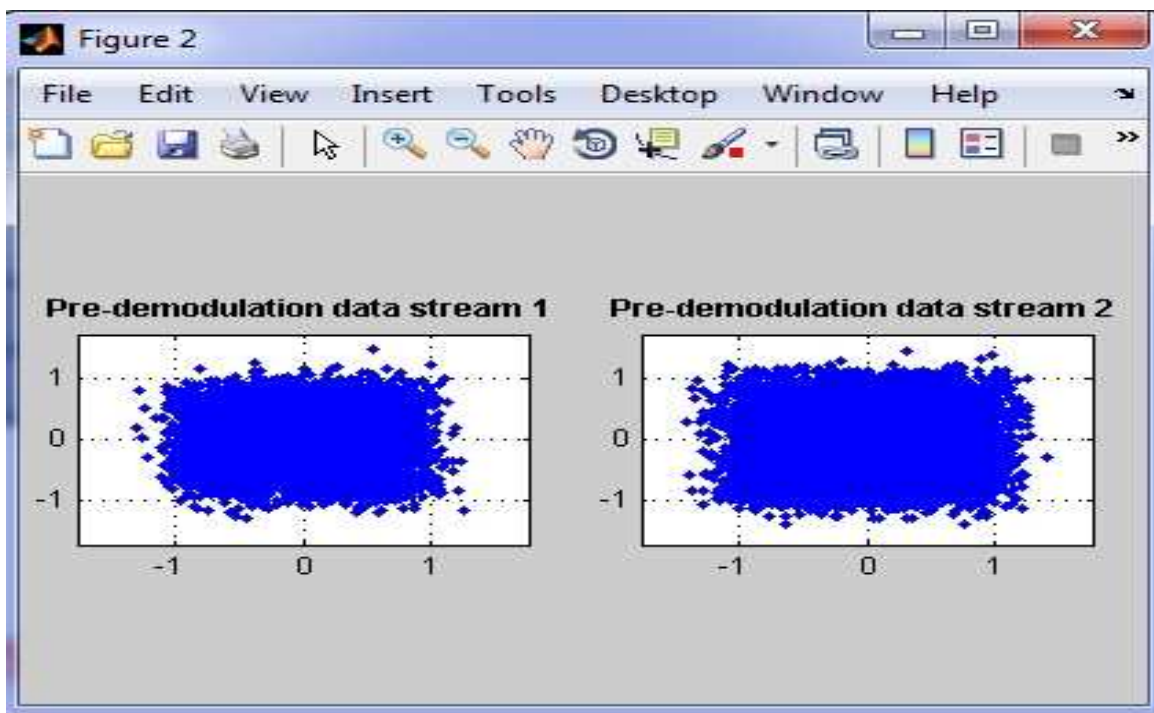 Figure 2
File Edit View Insert Tools Desktop Window Help
Pre-demodulation data stream 1
1
0
-1
-1 0 1
Pre-demodulation data stream 2
1
0
-1
-1 0 1